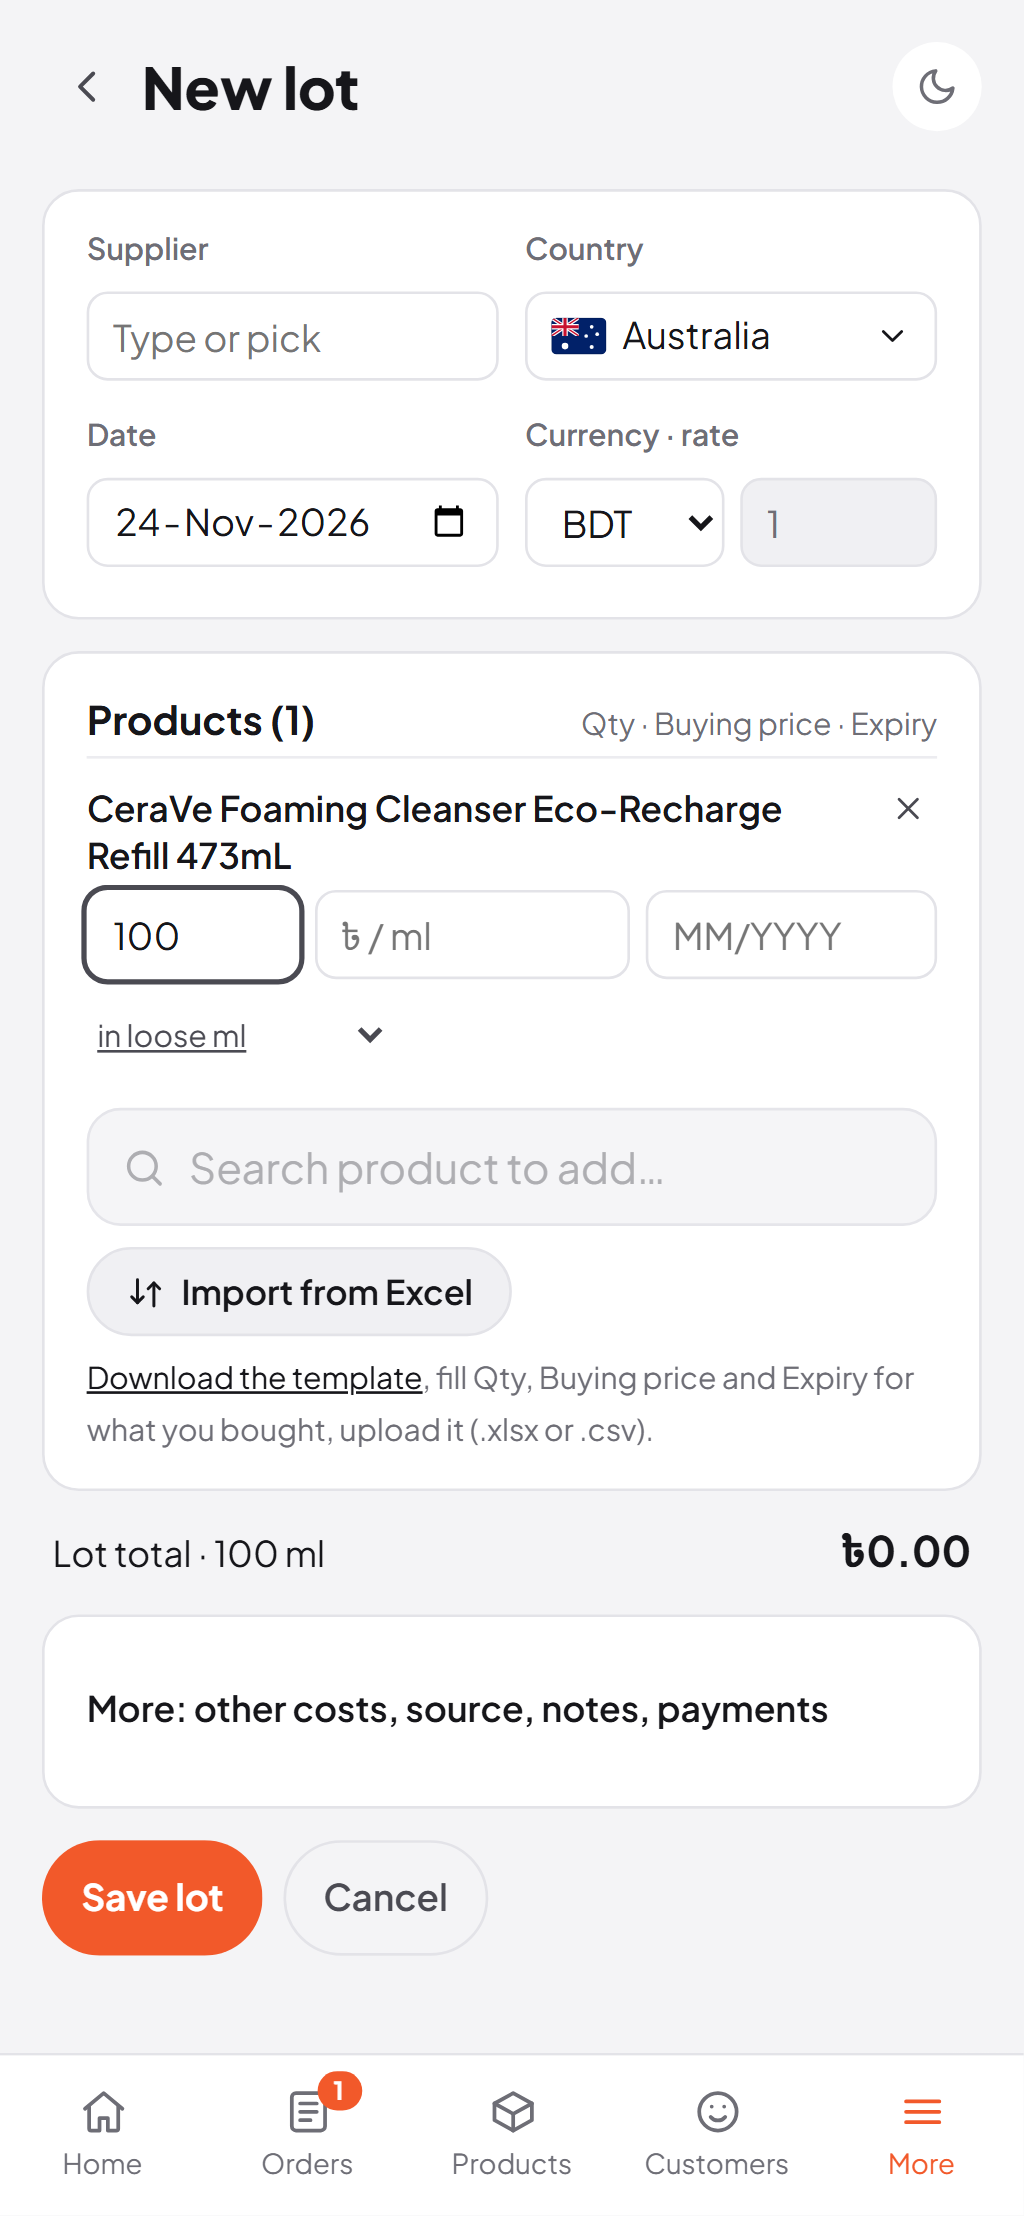 New lot
Supplier
Country
Type or pick
Australia
Date
Currency · rate
24-Nov-2026
BDT
1
Products (1)
Qty · Buying price · Expiry
CeraVe Foaming Cleanser Eco-Recharge
Refill 473mL
100
৳ / ml
MM/YYYY
in loose ml
Search product to add...
Import from Excel
Download the template, fill Qty, Buying price and Expiry for
what you bought, upload it (.xlsx or .csv).
Lot total · 100 ml
৳0.00
More: other costs, source, notes, payments
Save lot
Cancel
1
Home
Orders
Products
Customers
More